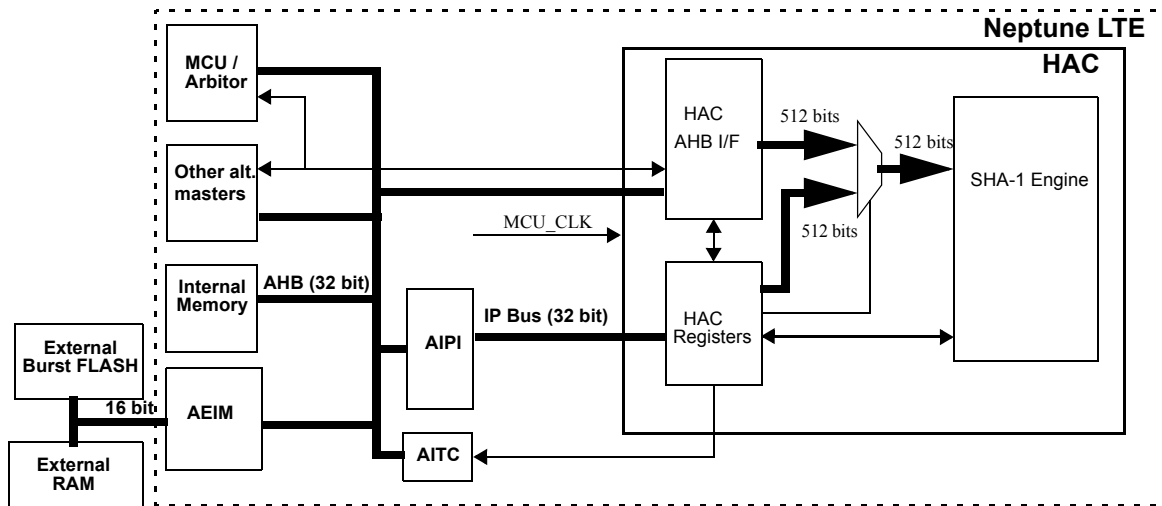 Neptune LTE
HAC
MCU /
Arbitor
Other alt.
masters
Internal
Memory
AHB (32 bit)
External
Burst FLASH
16 bit
External
RAM
AEIM
AIPI
AITC
IP Bus (32 bit)
MCU_CLK
HAC
AHB I/F
HAC
Registers
512 bits
512 bits
512 bits
SHA-1 Engine